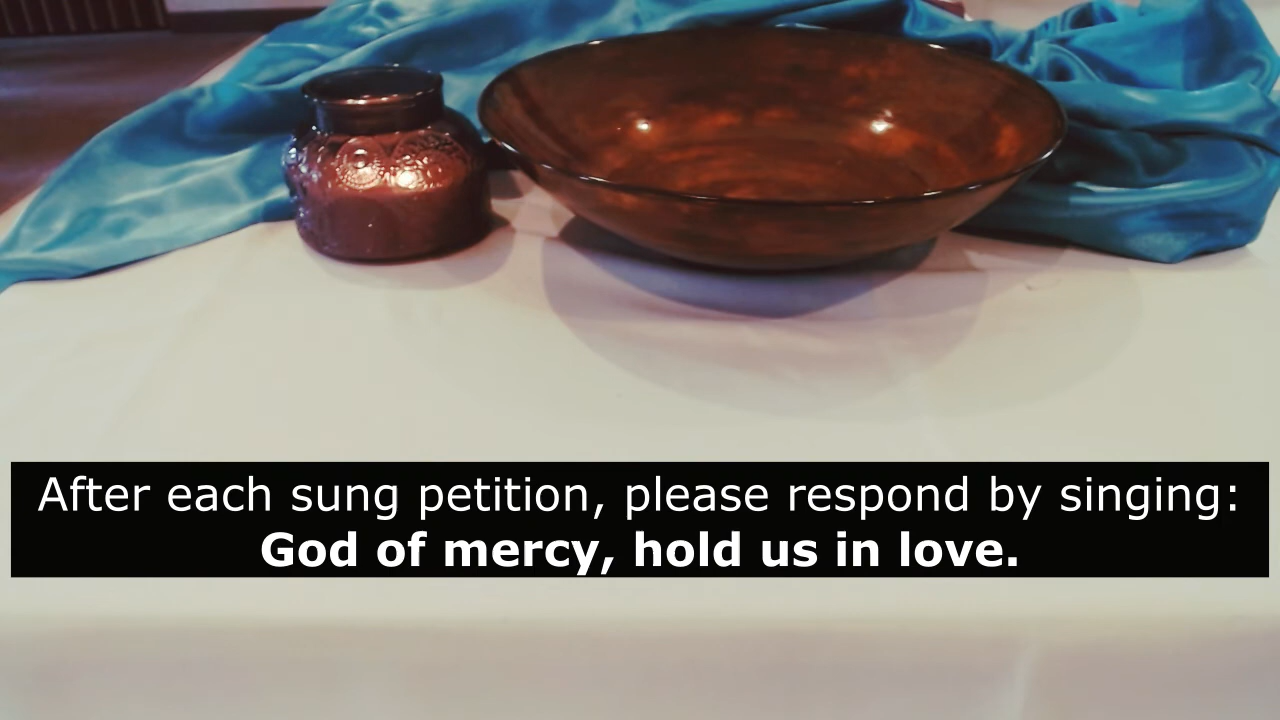 After each sung petition, please respond by singing:
God of mercy, hold us in love.